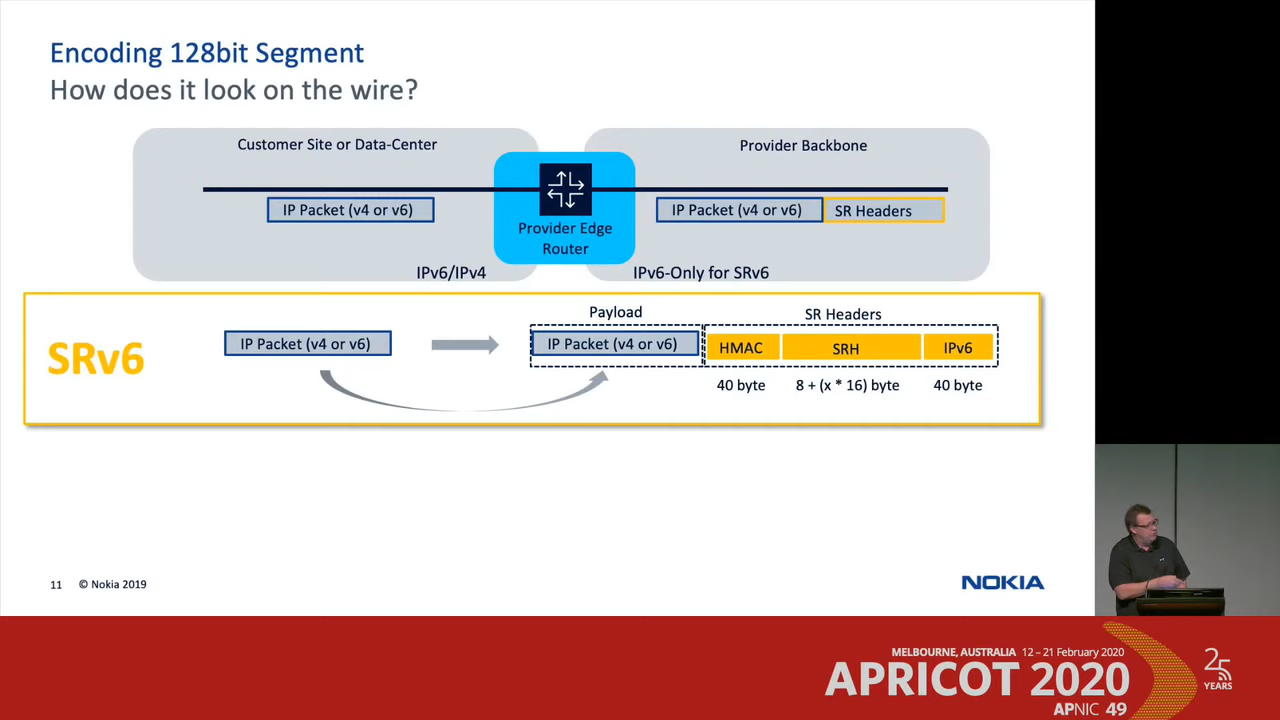 Encoding 128bit Segment
How does it look on the wire?
Customer Site or Data-Center
Provider Backbone
IP Packet (v4 or v6)
IP Packet (v4 or v6)
SR Headers
Provider Edge
Router
IPv6/IPv4
IPv6-Only for SRv6
Payload
SR Headers
SRv6
IP Packet (v4 or v6)
IP Packet (v4 or v6)
HMAC
SRH
IPv6
40 byte
8 + (x * 16) byte
40 byte
11
© Nokia 2019
NOKIA
MELBOURNE, AUSTRALIA 12 – 21 February 2020
APRICOT 2020
APNIC 49
25
YEARS